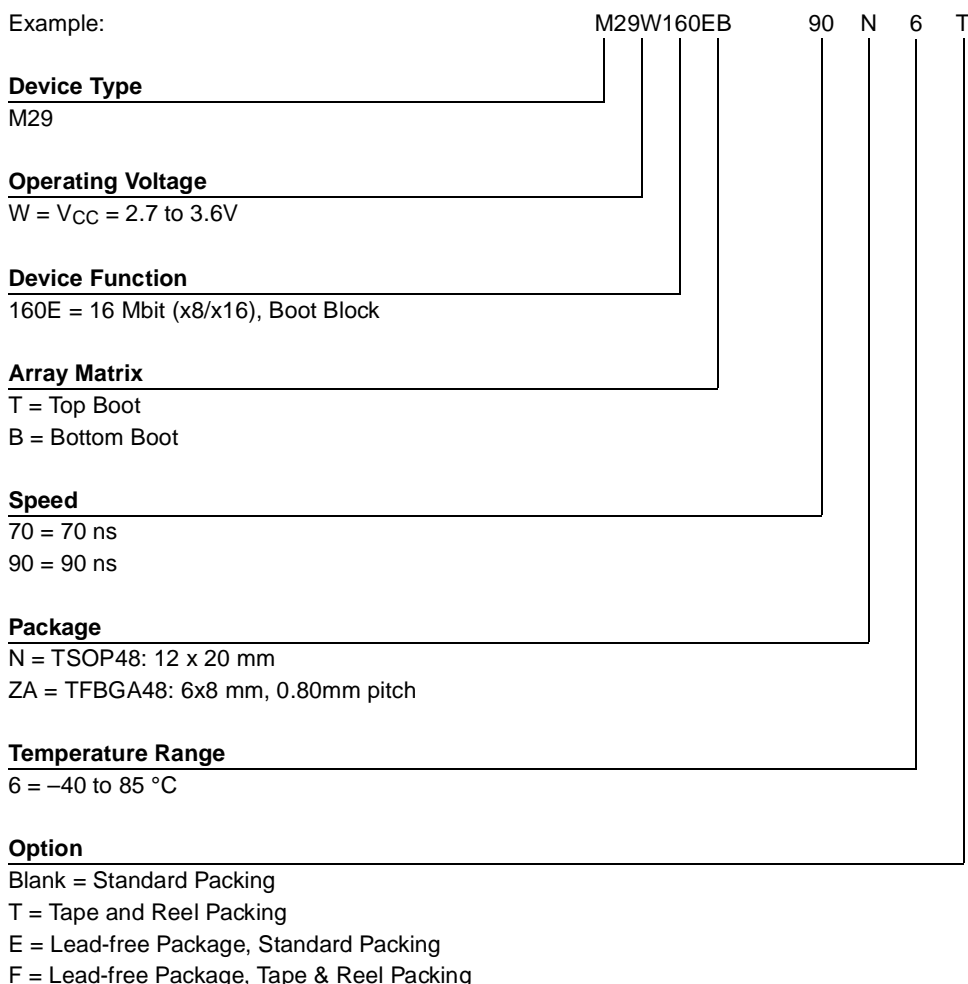 Example: M29W160EB 90 N 6 T
Device Type
M29
Operating Voltage
W = VCC = 2.7 to 3.6V
Device Function
160E = 16 Mbit (x8/x16), Boot Block
Array Matrix
T = Top Boot
B = Bottom Boot
Speed
70 = 70 ns
90 = 90 ns
Package
N = TSOP48: 12 x 20 mm
ZA = TFBGA48: 6x8 mm, 0.80mm pitch
Temperature Range
6 = –40 to 85 °C
Option
Blank = Standard Packing
T = Tape and Reel Packing
E = Lead-free Package, Standard Packing
F = Lead-free Package, Tape & Reel Packing